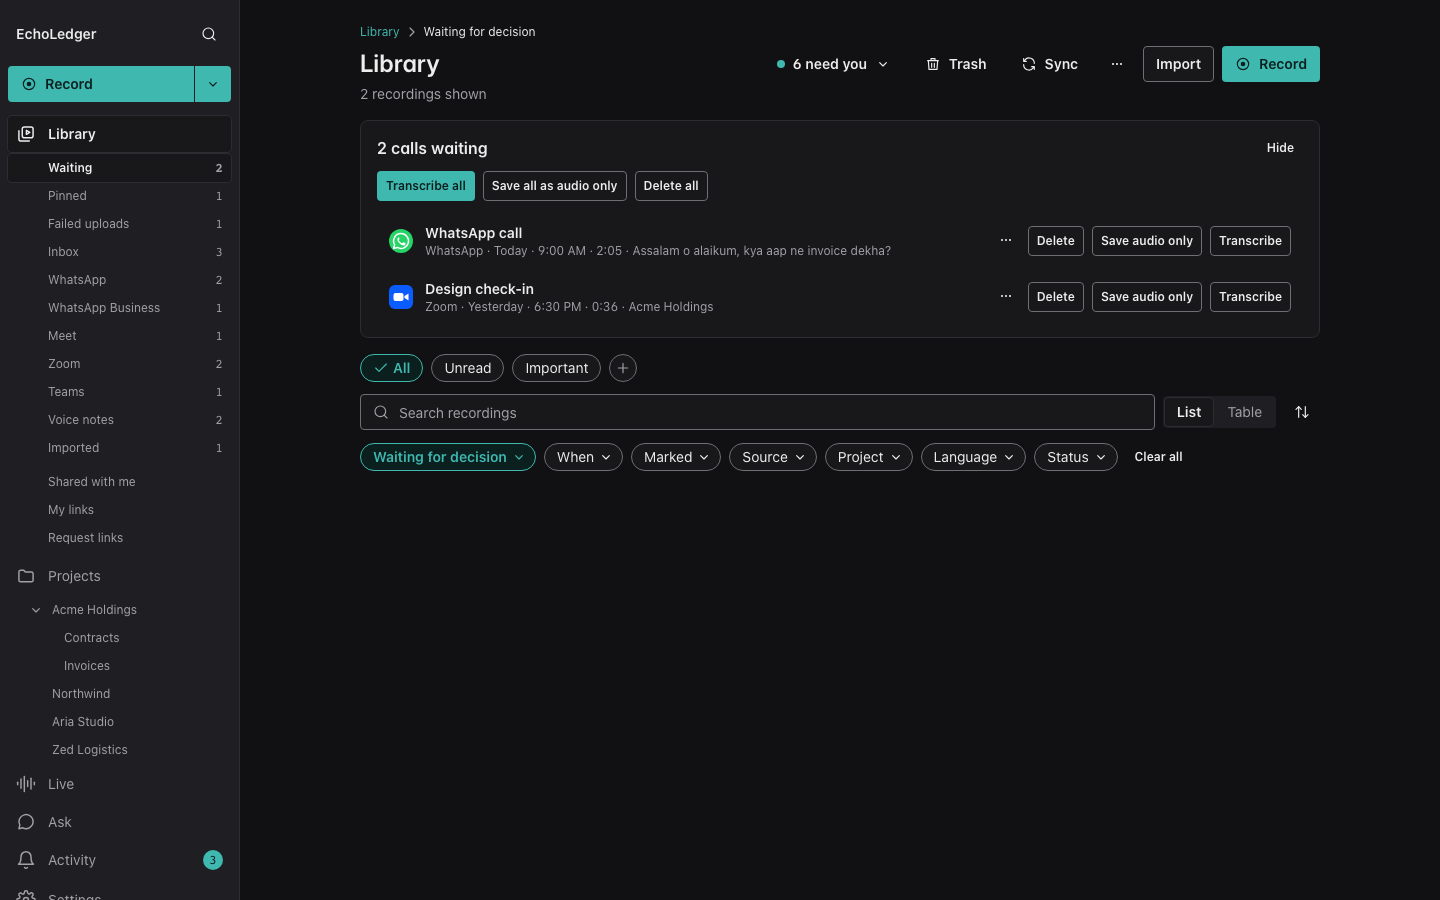 EchoLedger
Record
Library
Waiting 2
Pinned 1
Failed uploads 1
Inbox 3
WhatsApp 2
WhatsApp Business 1
Meet 1
Zoom 2
Teams 1
Voice notes 2
Imported 1
Shared with me
My links
Request links
Projects
Acme Holdings
Contracts
Invoices
Northwind
Aria Studio
Zed Logistics
Live
Ask
Activity 3
Settings
Library > Waiting for decision
Library
6 need you
Trash
Sync
Import
Record
2 recordings shown
2 calls waiting
Hide
Transcribe all
Save all as audio only
Delete all
WhatsApp call
WhatsApp · Today · 9:00 AM · 2:05 · Assalam o alaikum, kya aap ne invoice dekha?
Delete
Save audio only
Transcribe
Design check-in
Zoom · Yesterday · 6:30 PM · 0:36 · Acme Holdings
Delete
Save audio only
Transcribe
All
Unread
Important
Search recordings
List
Table
Waiting for decision
When
Marked
Source
Project
Language
Status
Clear all